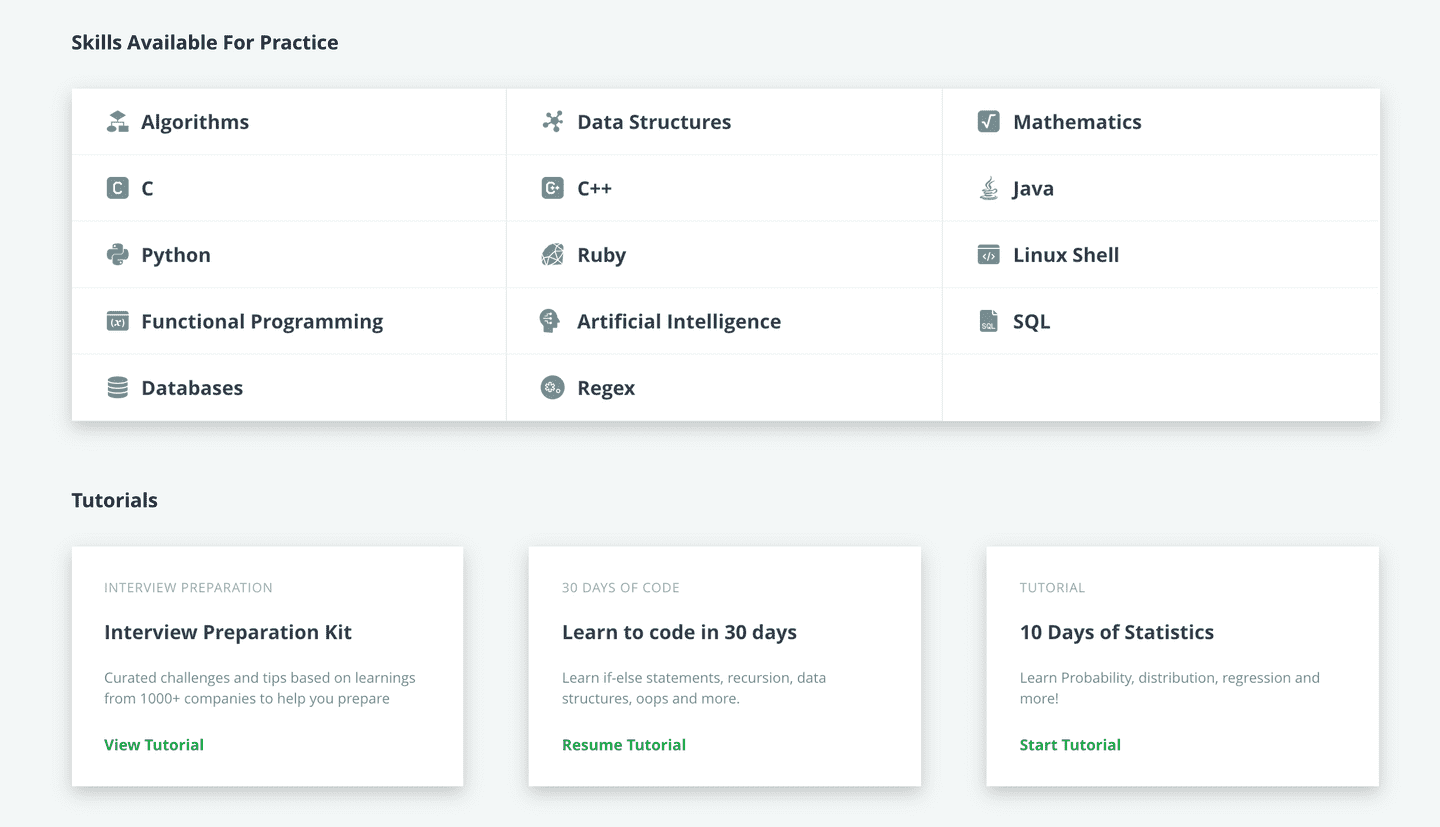 Skills Available For Practice
Algorithms
Data Structures
Mathematics
C
C
C
C++
Java
Python
Ruby
</>
Linux Shell
(x)
Functional Programming
Artificial Intelligence
SQL
SQL
Databases
Regex
Tutorials
INTERVIEW PREPARATION
Interview Preparation Kit
Curated challenges and tips based on learnings
from 1000+ companies to help you prepare
View Tutorial
30 DAYS OF CODE
Learn to code in 30 days
Learn if-else statements, recursion, data
structures, oops and more.
Resume Tutorial
TUTORIAL
10 Days of Statistics
Learn Probability, distribution, regression and
more!
Start Tutorial